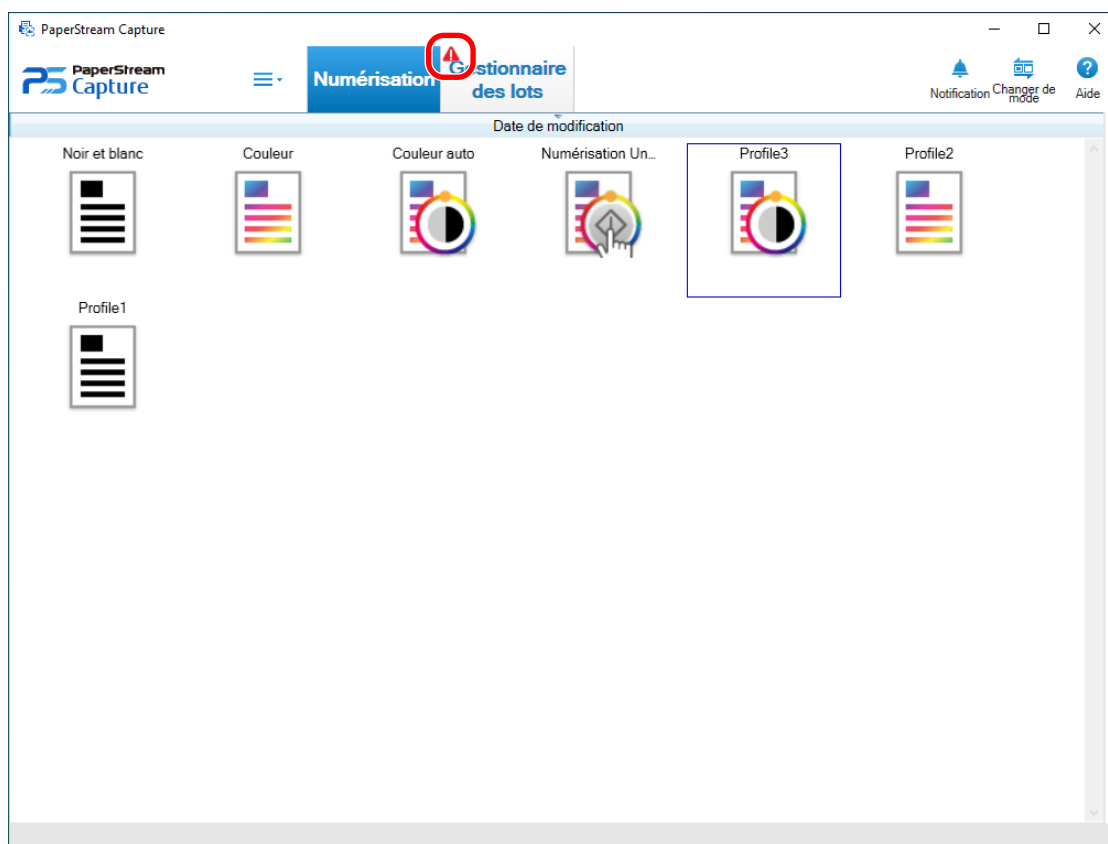 PaperStream Capture
PaperStream
Capture
Numérisation
Gestionnaire
des lots
Notification
Changer de
mode
Aide
Date de modification
Noir et blanc
Couleur
Couleur auto
Numérisation Un...
Profile3
Profile2
Profile1